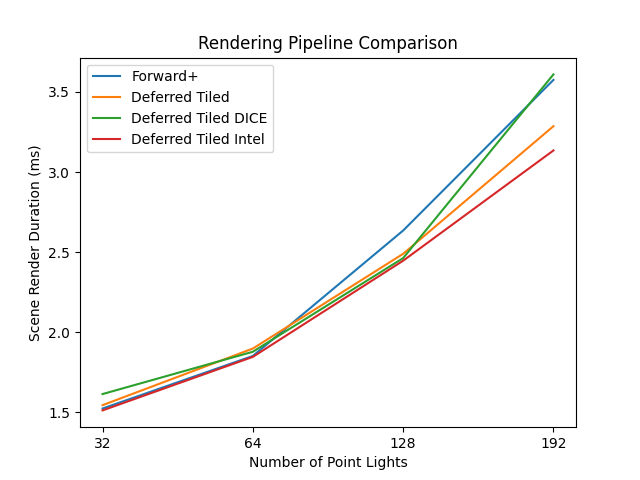 Rendering Pipeline Comparison
Forward+
Deferred Tiled
Deferred Tiled DICE
Deferred Tiled Intel
Scene Render Duration (ms)
3.5
3.0
2.5
2.0
1.5
32 64 128 192
Number of Point Lights